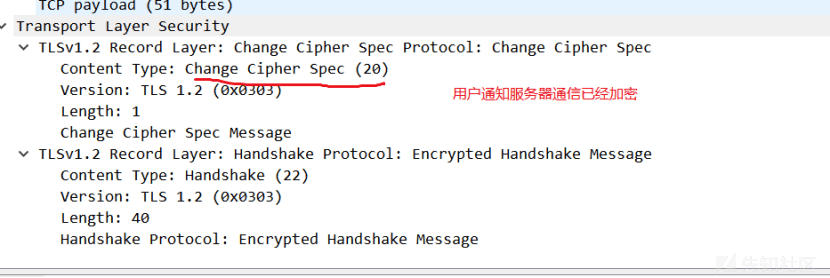 TCP payload (51 bytes)
Transport Layer Security
TLSv1.2 Record Layer: Change Cipher Spec Protocol: Change Cipher Spec
Content Type: Change Cipher Spec (20)
Version: TLS 1.2 (0x0303)
用户通知服务器通信已经加密
Length: 1
Change Cipher Spec Message
TLSv1.2 Record Layer: Handshake Protocol: Encrypted Handshake Message
Content Type: Handshake (22)
Version: TLS 1.2 (0x0303)
Length: 40
Handshake Protocol: Encrypted Handshake Message
先知社区